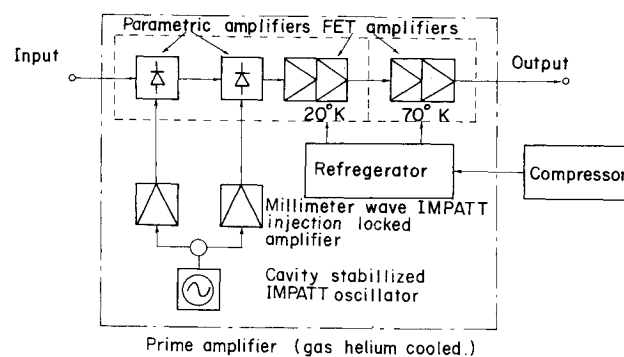 Parametric amplifiers FET amplifiers
Input
Output
20°K
70°K
Refregerator
Compressor
Millimeter wave IMPATT
injection locked
amplifier
Cavity stabillized
IMPATT oscillator
Prime amplifier (gas helium cooled.)